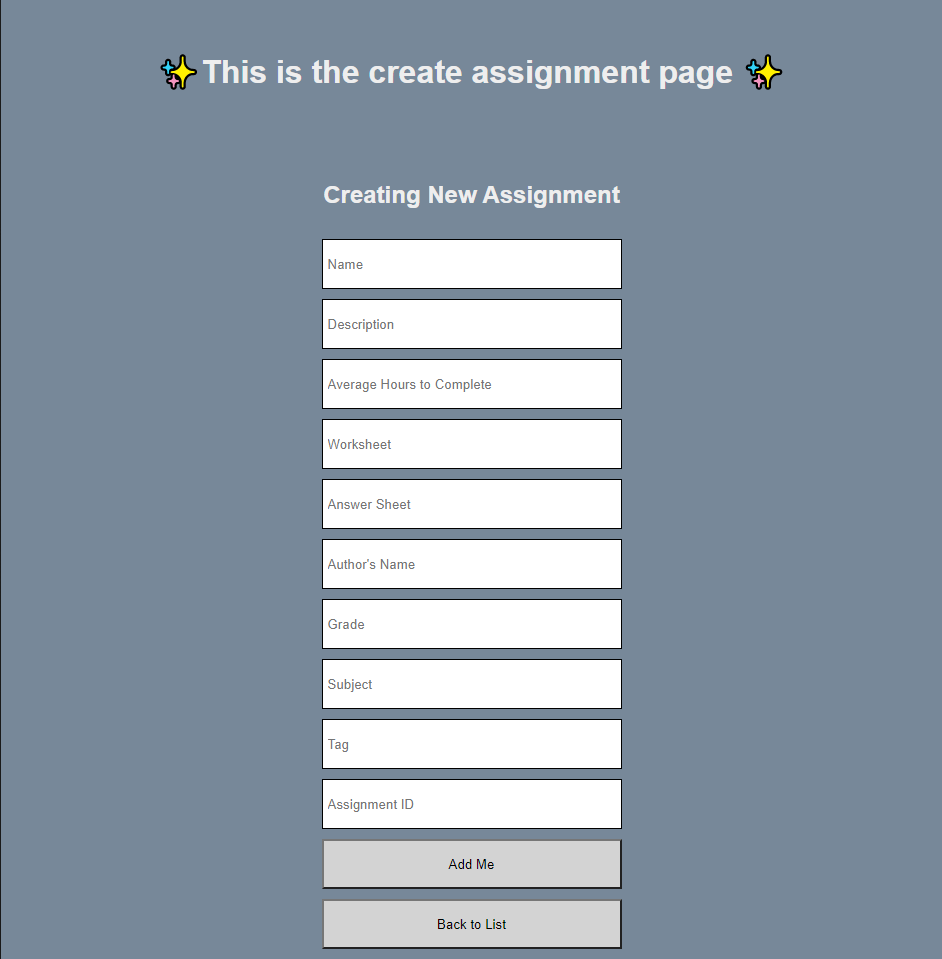 ✨This is the create assignment page ✨
Creating New Assignment
Name
Description
Average Hours to Complete
Worksheet
Answer Sheet
Author's Name
Grade
Subject
Tag
Assignment ID
Add Me
Back to List